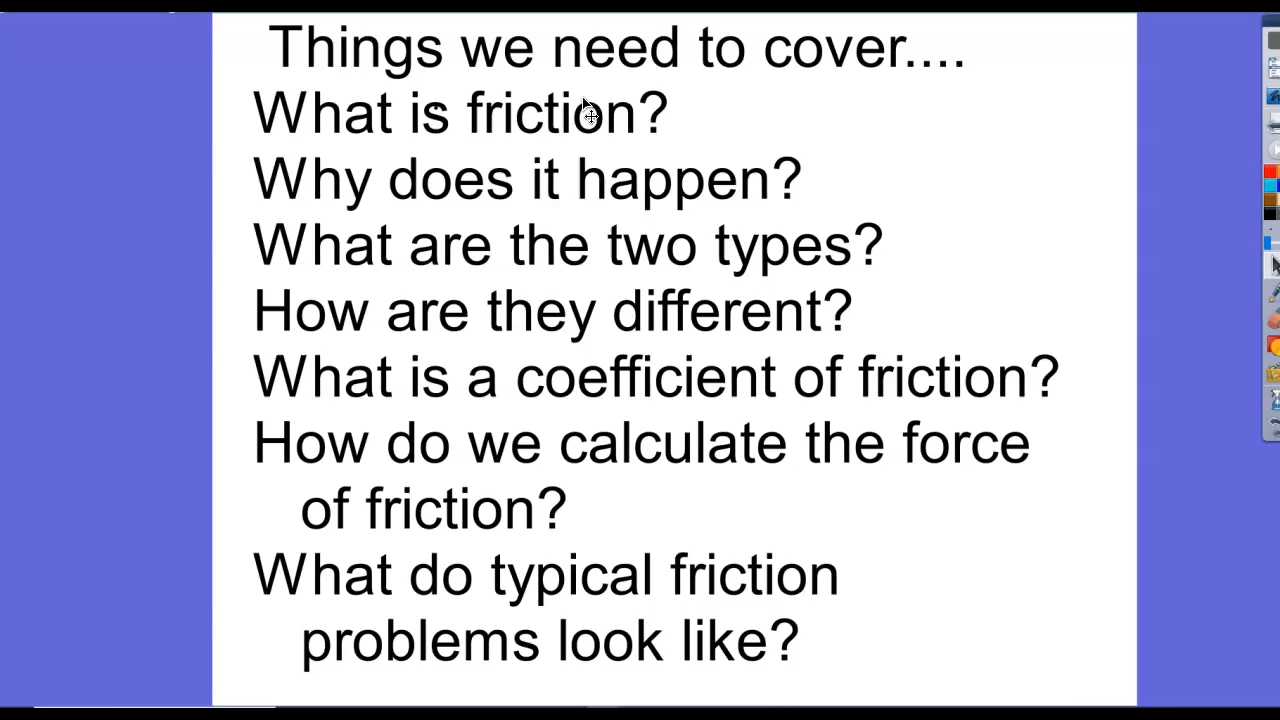 Things we need to cover....
What is friction?
Why does it happen?
What are the two types?
How are they different?
What is a coefficient of friction?
How do we calculate the force
of friction?
What do typical friction
problems look like?